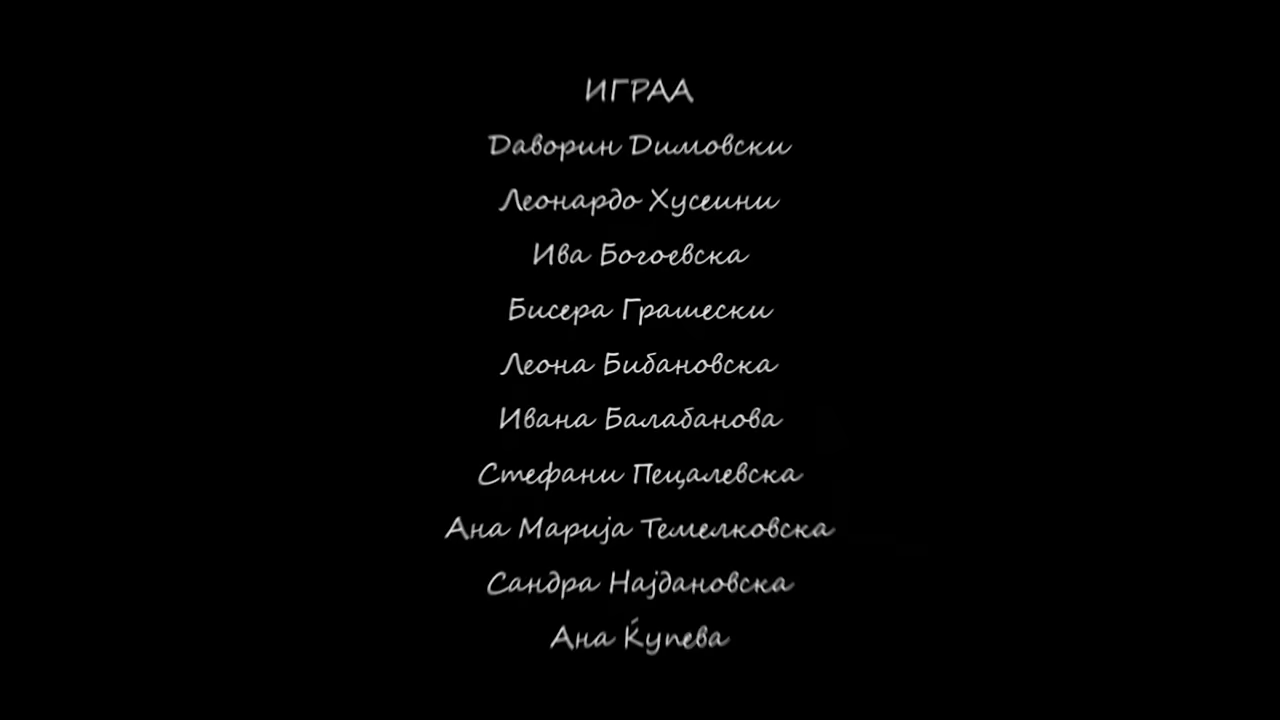 ИГРАА
Даворин Димовски
Леонардо Хусеини
Ива Богоевска
Бисера Грашески
Леона Бибановска
Ивана Балабанова
Стефани Пецалевска
Ана Марија Темелковска
Сандра Најдановска
Ана Ќупева